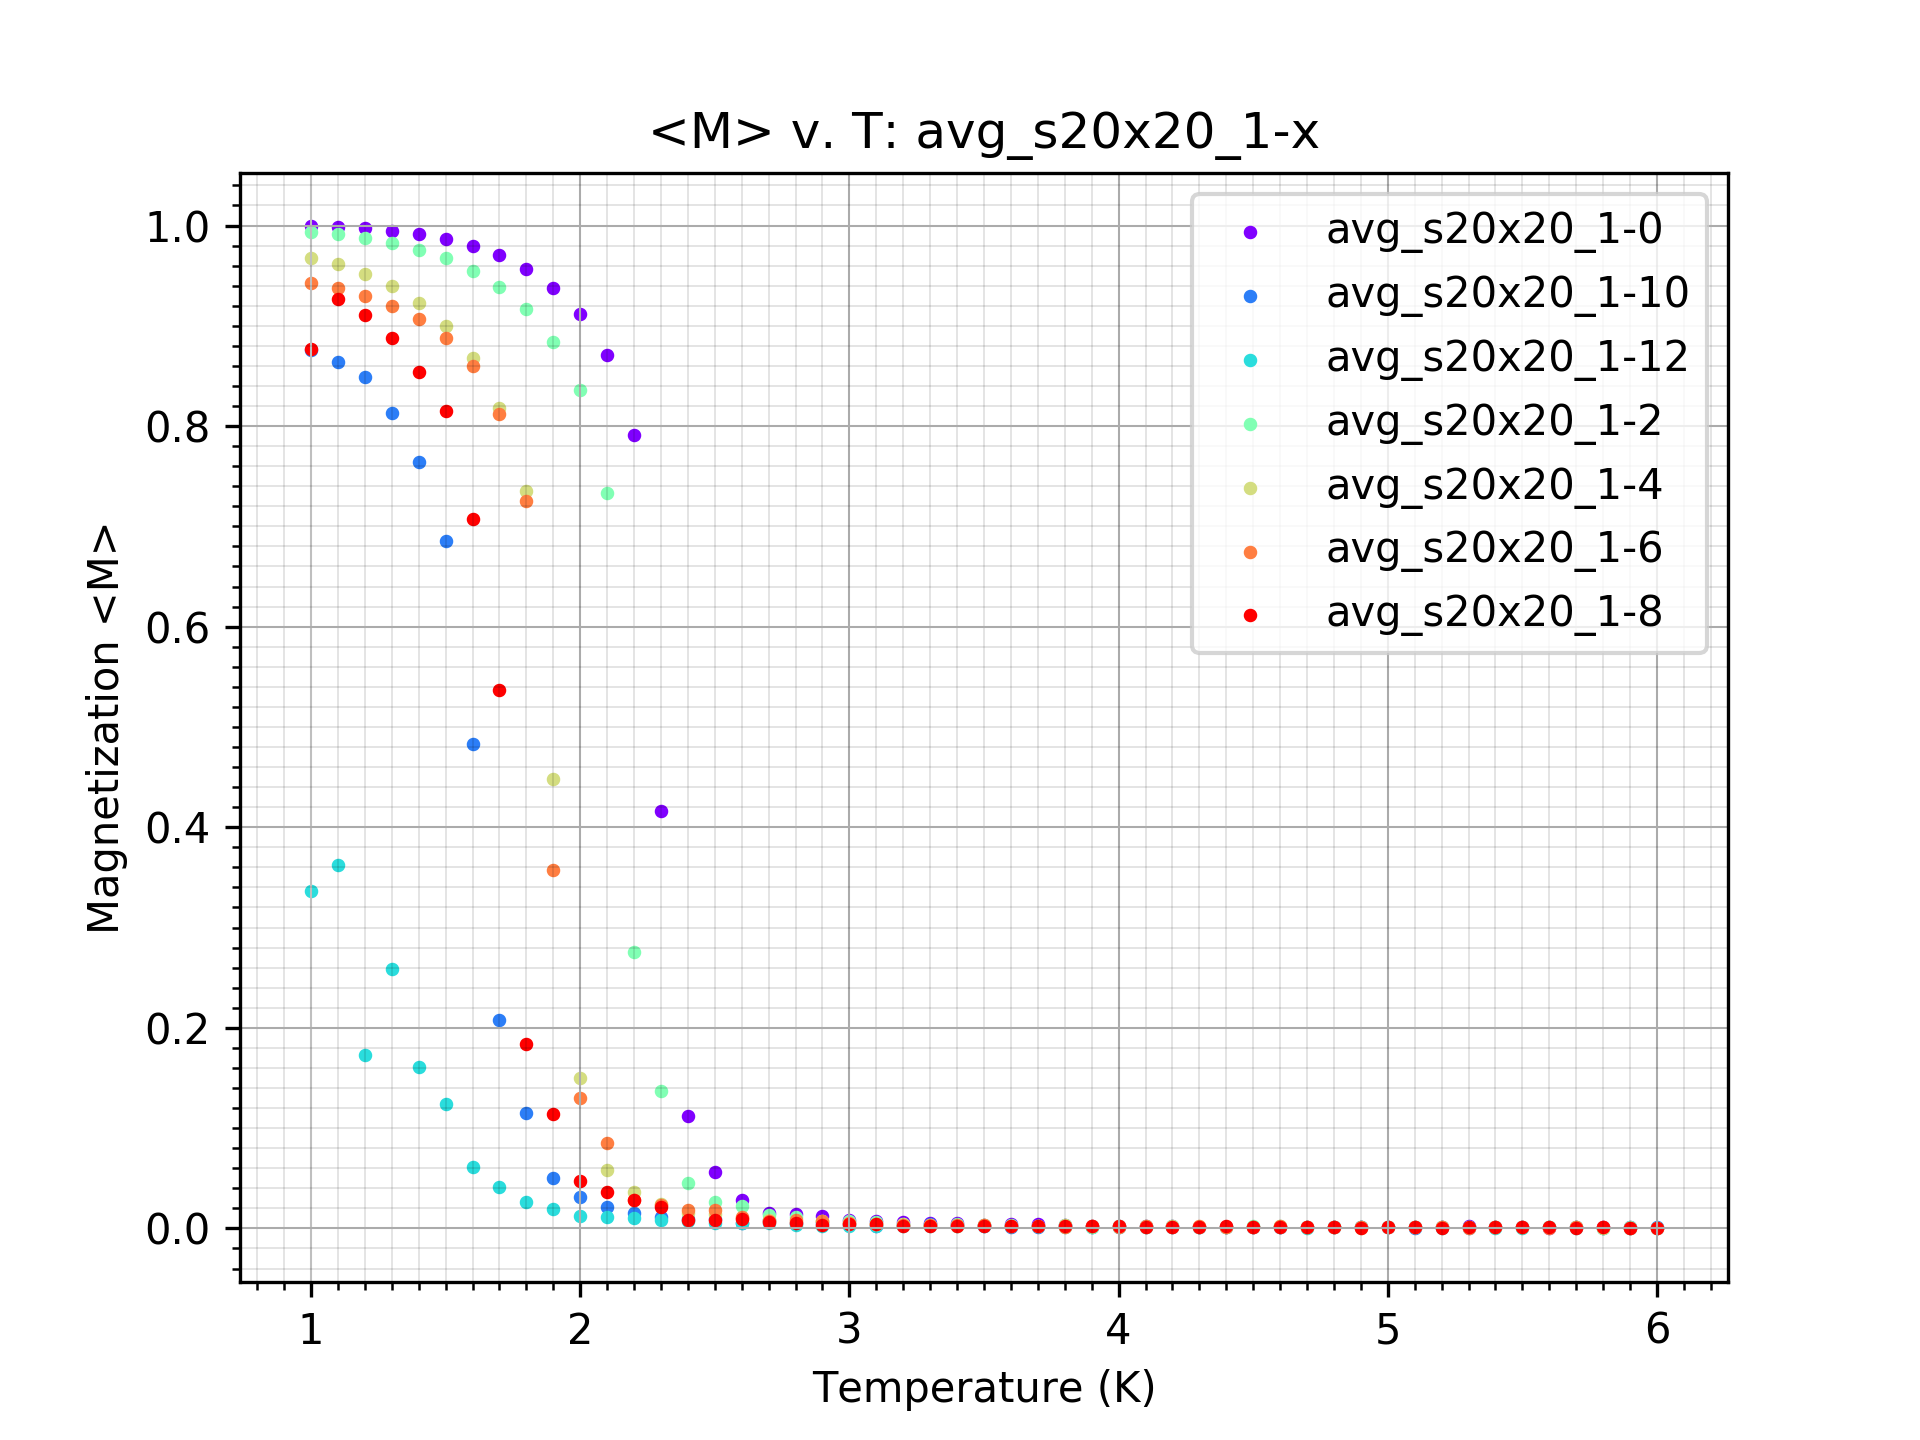 <M> v. T: avg_s20x20_1-x
avg_s20x20_1-0
avg_s20x20_1-10
avg_s20x20_1-12
avg_s20x20_1-2
avg_s20x20_1-4
avg_s20x20_1-6
avg_s20x20_1-8
Magnetization <M>
1.0
0.8
0.6
0.4
0.2
0.0
1 2 3 4 5 6
Temperature (K)